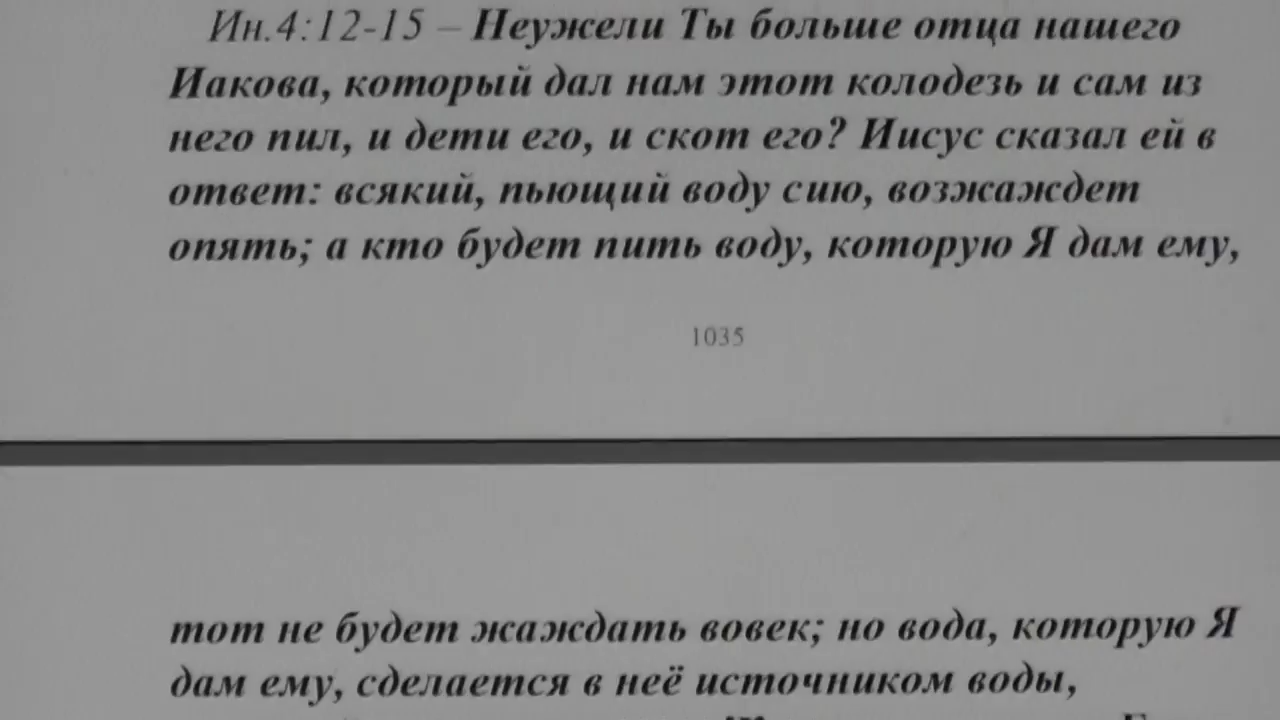 Ин.4:12-15 – Неужели Ты больше отца нашего
Иакова, который дал нам этот колодезь и сам из
него пил, и дети его, и скот его? Иисус сказал ей в
ответ: всякий, пьющий воду сию, возжаждет
опять; а кто будет пить воду, которую Я дам ему,
1035
тот не будет жаждать вовек; но вода, которую Я
дам ему, сделается в неё источником воды,